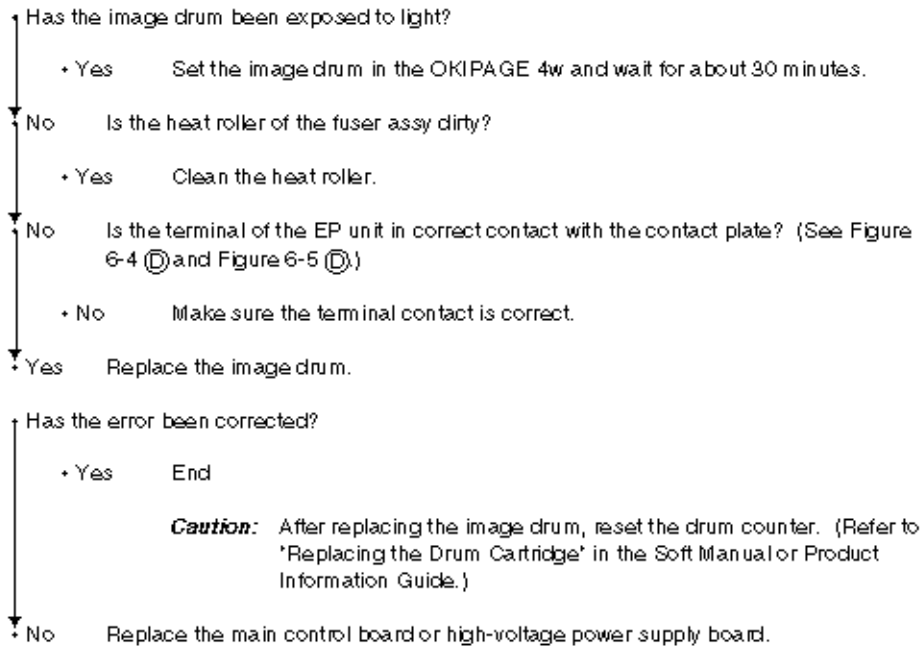 Has the image drum been exposed to light?
• Yes Set the image drum in the OKIPAGE 4w and wait for about 30 minutes.
• No Is the heat roller of the fuser assy dirty?
• Yes Clean the heat roller.
• No Is the terminal of the EP unit in correct contact with the contact plate? (See Figure
6-4 Ⓓ and Figure 6-5 Ⓓ.)
• No Make sure the terminal contact is correct.
• Yes Replace the image drum.
• Has the error been corrected?
• Yes End
Caution: After replacing the image drum, reset the drum counter. (Refer to
"Replacing the Drum Cartridge" in the Soft Manual or Product
Information Guide.)
• No Replace the main control board or high-voltage power supply board.